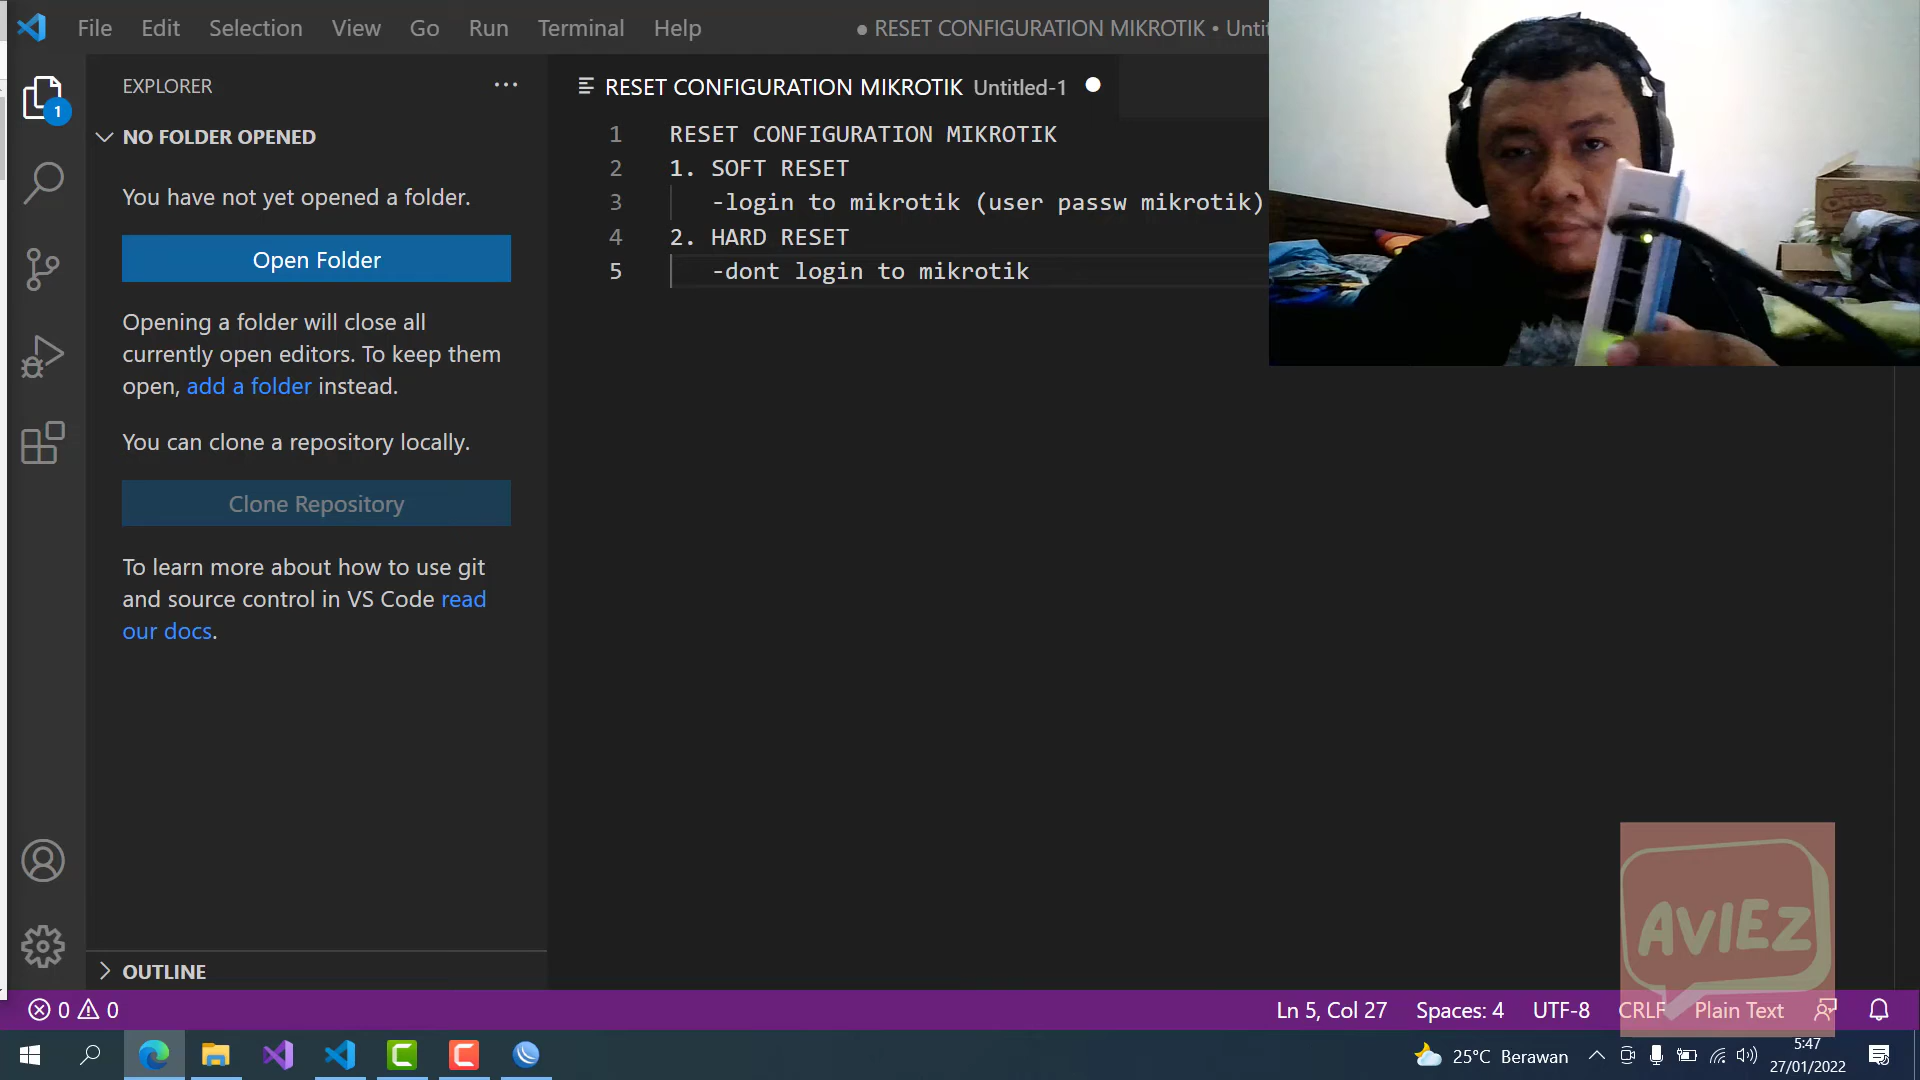 File Edit Selection View Go Run Terminal Help ● RESET CONFIGURATION MIKROTIK • Unti
EXPLORER ···
RESET CONFIGURATION MIKROTIK Untitled-1
1
NO FOLDER OPENED
You have not yet opened a folder.
Open Folder
Opening a folder will close all
currently open editors. To keep them
open, add a folder instead.
You can clone a repository locally.
Clone Repository
To learn more about how to use git
and source control in VS Code read
our docs.
OUTLINE
1 RESET CONFIGURATION MIKROTIK
2 1. SOFT RESET
3 -login to mikrotik (user passw mikrotik)
4 2. HARD RESET
5 -dont login to mikrotik
AVIEZ
0 0
Ln 5, Col 27 Spaces: 4 UTF-8 CRLF Plain Text
25°C Berawan
5:47
27/01/2022